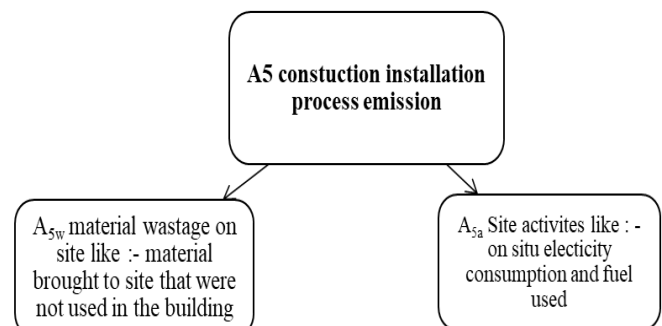 A5 constuction installation
process emission
A5w material wastage on
site like :- material
brought to site that were
not used in the building
A5a Site activites like : -
on situ electicity
consumption and fuel
used